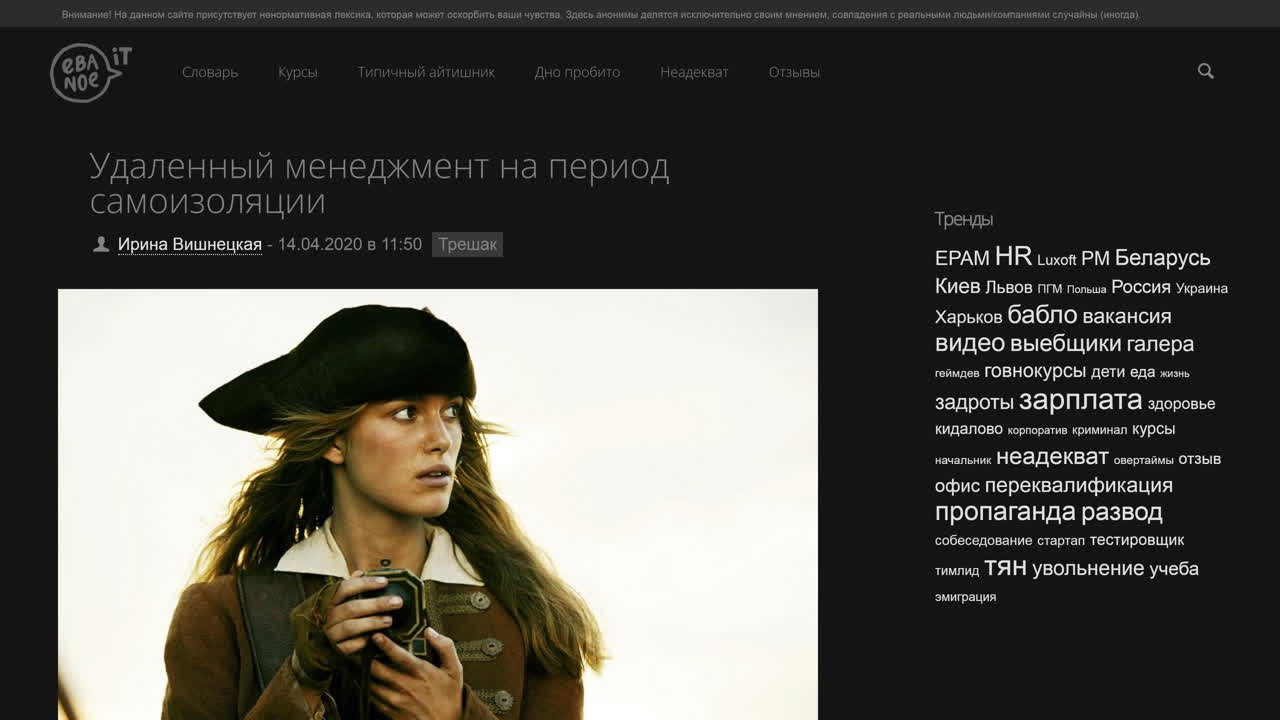 Внимание! На данном сайте присутствует ненормативная лексика, которая может оскорбить ваши чувства. Здесь анонимы делятся исключительно своим мнением, совпадения с реальными людьми/компаниями случайны (иногда).
ебаноe iT
Словарь Курсы Типичный айтишник Дно пробито Неадекват Отзывы
Удаленный менеджмент на период
самоизоляции
Ирина Вишнецкая - 14.04.2020 в 11:50 Трешак
Тренды
EPAM HR Luxoft PM Беларусь
Киев Львов ПГМ Польша Россия Украина
Харьков бабло вакансия
видео выебщики галера
геймдев говнокурсы дети еда жизнь
задроты зарплата здоровье
кидалово корпоратив криминал курсы
начальник неадекват овертаймы отзыв
офис переквалификация
пропаганда развод
собеседование стартап тестировщик
тимлид тян увольнение учеба
эмиграция